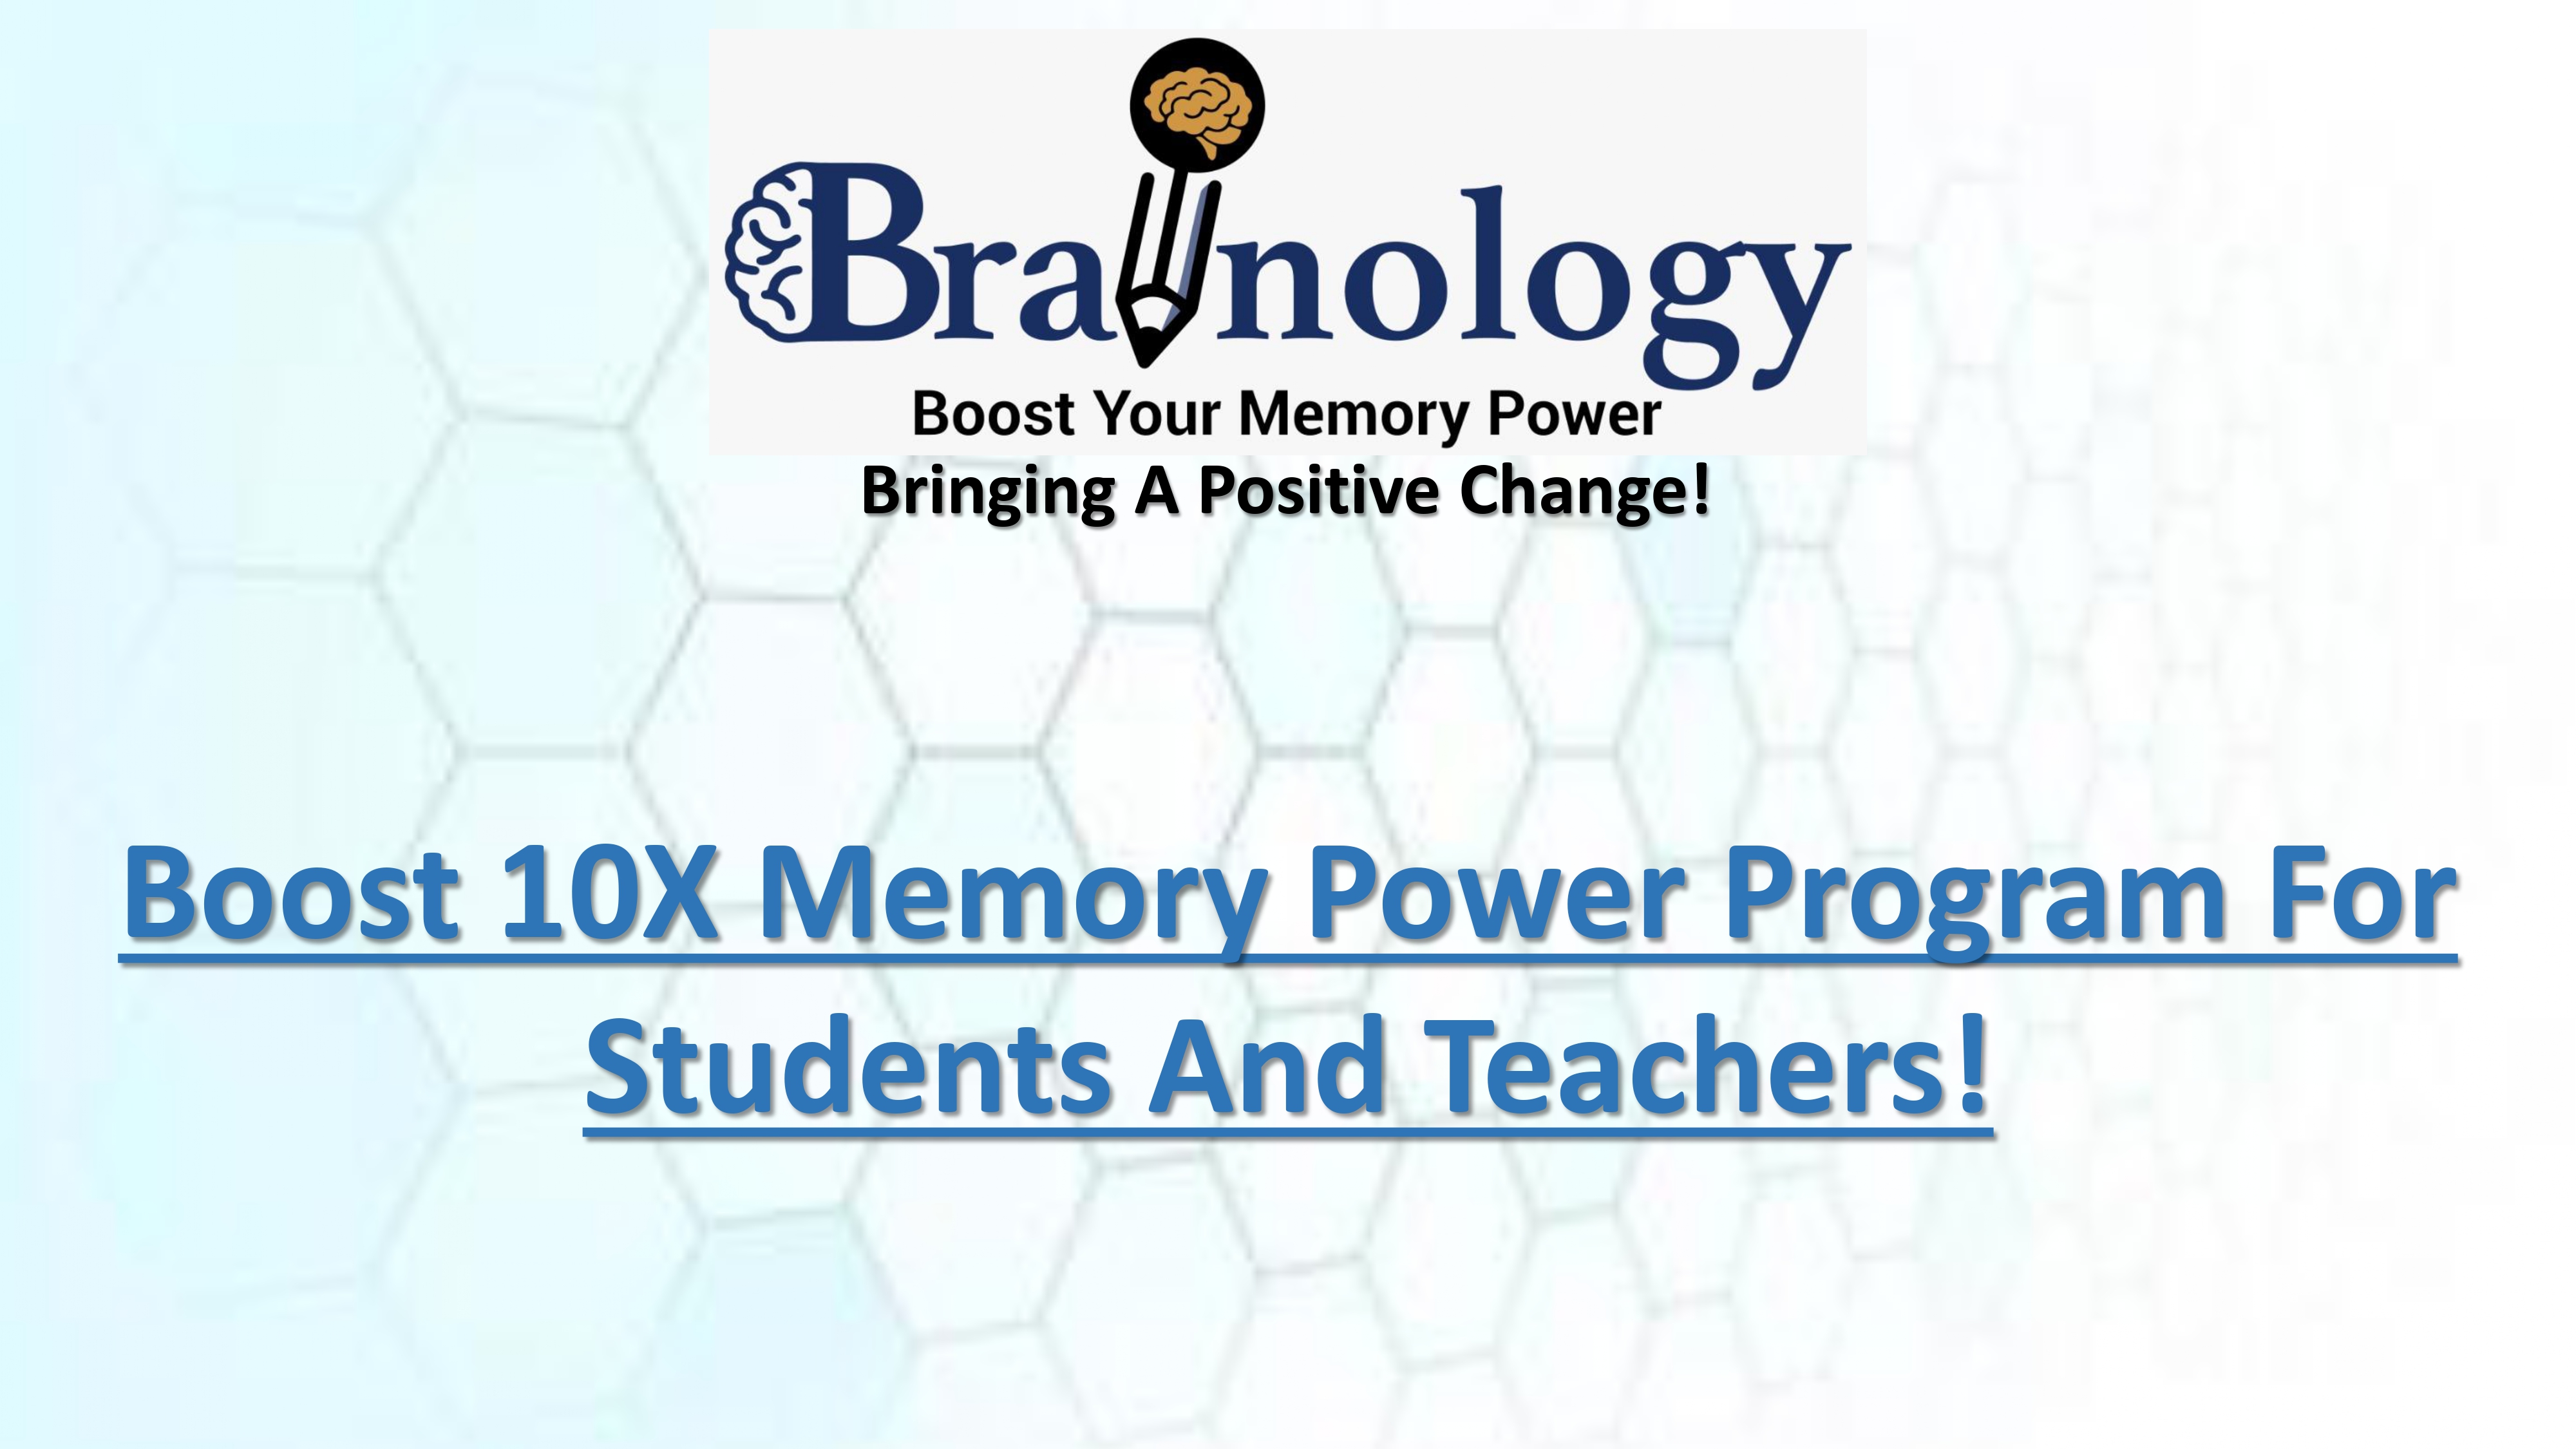 Brainology
Boost Your Memory Power
Bringing A Positive Change!
Boost 10X Memory Power Program For
Students And Teachers!